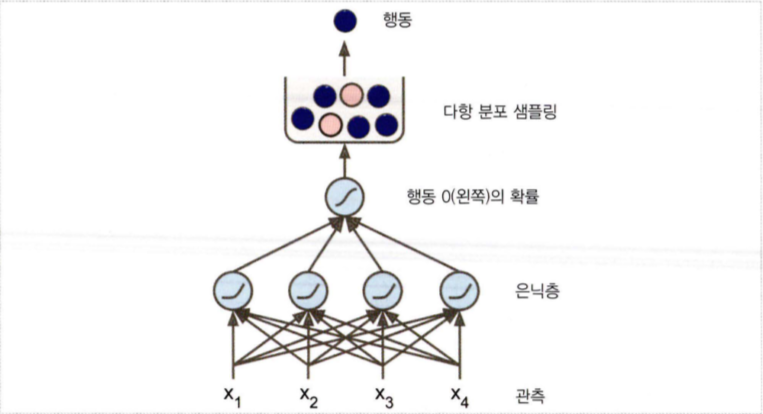 행동
다항 분포 샘플링
행동 0(왼쪽)의 확률
은닉층
x₁ x₂ x₃ x₄ 관측